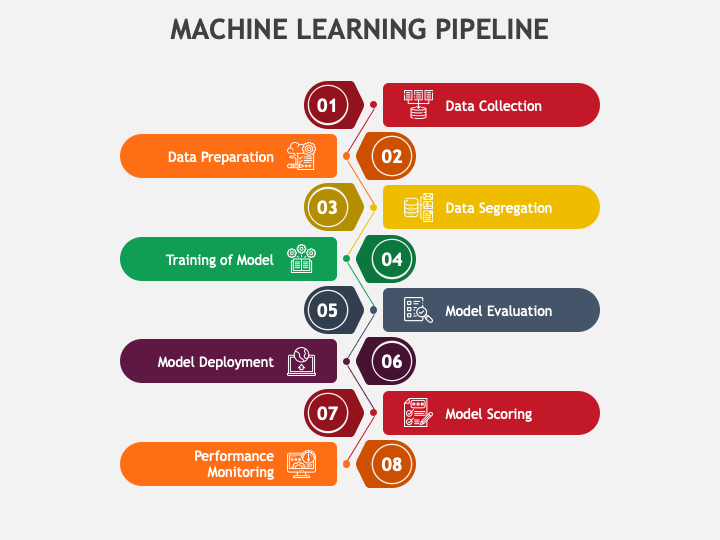 MACHINE LEARNING PIPELINE
01
Data Collection
Data Preparation
02
03
Data Segregation
Training of Model
04
05
Model Evaluation
Model Deployment
06
07
Model Scoring
Performance
Monitoring
08